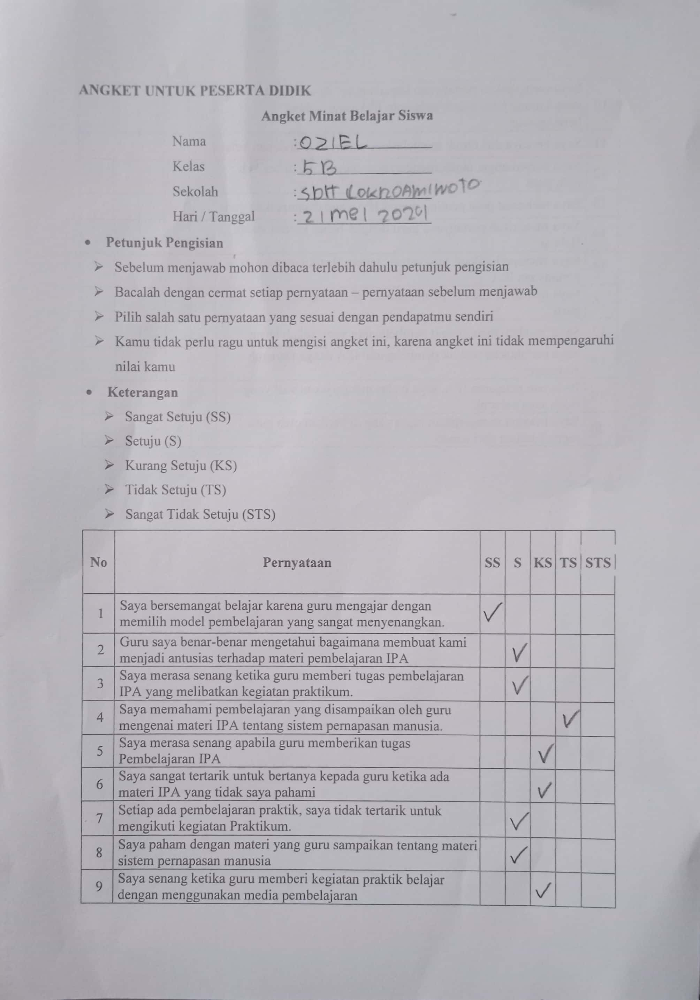 ANGKET UNTUK PESERTA DIDIK
Angket Minat Belajar Siswa
Nama : OZIEL
Kelas : 5B
Sekolah :
Hari / Tanggal : 21 mei
• Petunjuk Pengisian
➢ Sebelum menjawab mohon dibaca terlebih dahulu petunjuk pengisian
➢ Bacalah dengan cermat setiap pernyataan – pernyataan sebelum menjawab
➢ Pilih salah satu pernyataan yang sesuai dengan pendapatmu sendiri
➢ Kamu tidak perlu ragu untuk mengisi angket ini, karena angket ini tidak mempengaruhi
nilai kamu
• Keterangan
➢ Sangat Setuju (SS)
➢ Setuju (S)
➢ Kurang Setuju (KS)
➢ Tidak Setuju (TS)
➢ Sangat Tidak Setuju (STS)
No Pernyataan SS S KS TS STS
1 Saya bersemangat belajar karena guru mengajar dengan ✓
memilih model pembelajaran yang sangat menyenangkan.
2 Guru saya benar-benar mengetahui bagaimana membuat kami ✓
menjadi antusias terhadap materi pembelajaran IPA
3 Saya merasa senang ketika guru memberi tugas pembelajaran ✓
IPA yang melibatkan kegiatan praktikum.
4 Saya memahami pembelajaran yang disampaikan oleh guru ✓
mengenai materi IPA tentang sistem pernapasan manusia.
5 Saya merasa senang apabila guru memberikan tugas ✓
Pembelajaran IPA
6 Saya sangat tertarik untuk bertanya kepada guru ketika ada ✓
materi IPA yang tidak saya pahami
7 Setiap ada pembelajaran praktik, saya tidak tertarik untuk ✓
mengikuti kegiatan Praktikum.
8 Saya paham dengan materi yang guru sampaikan tentang materi ✓
sistem pernapasan manusia
9 Saya senang ketika guru memberi kegiatan praktik belajar ✓
dengan menggunakan media pembelajaran